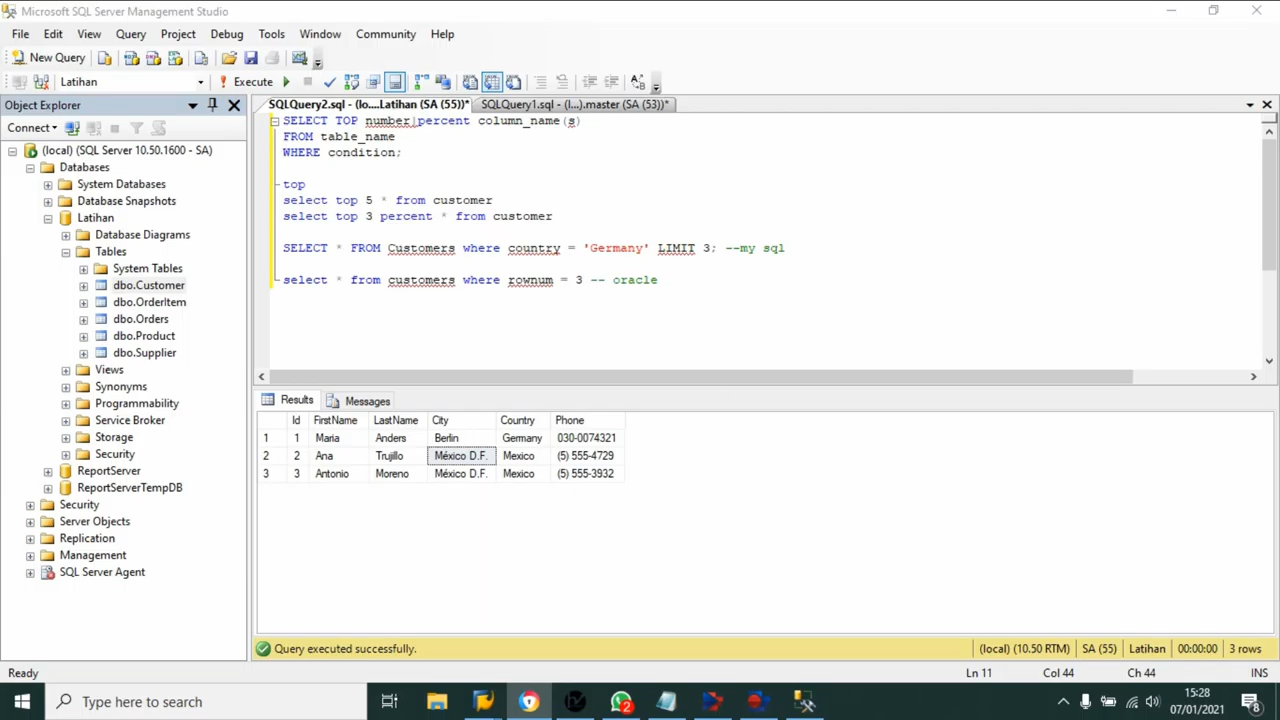 Microsoft SQL Server Management Studio
File Edit View Query Project Debug Tools Window Community Help
New Query
Latihan Execute
Object Explorer
SQLQuery2.sql - (lo....Latihan (SA (55))* SQLQuery1.sql - (l...).master (SA (53))*
Connect
(local) (SQL Server 10.50.1600 - SA)
Databases
System Databases
Database Snapshots
Latihan
Database Diagrams
Tables
System Tables
dbo.Customer
dbo.OrderItem
dbo.Orders
dbo.Product
dbo.Supplier
Views
Synonyms
Programmability
Service Broker
Storage
Security
ReportServer
ReportServerTempDB
Security
Server Objects
Replication
Management
SQL Server Agent
SELECT TOP number|percent column_name(s)
FROM table_name
WHERE condition;
top
select top 5 * from customer
select top 3 percent * from customer
SELECT * FROM Customers where country = 'Germany' LIMIT 3; --my sql
select * from customers where rownum = 3 -- oracle
Results Messages
Id FirstName LastName City Country Phone
1 1 Maria Anders Berlin Germany 030-0074321
2 2 Ana Trujillo México D.F. Mexico (5) 555-4729
3 3 Antonio Moreno México D.F. Mexico (5) 555-3932
Query executed successfully. (local) (10.50 RTM) SA (55) Latihan 00:00:00 3 rows
Ready Ln 11 Col 44 Ch 44 INS
Type here to search 2 15:28
07/01/2021 8